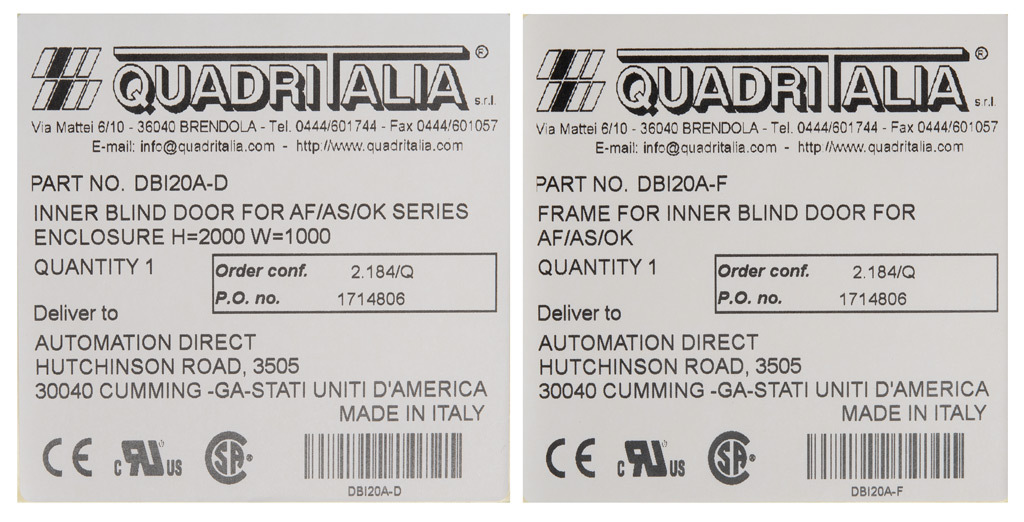 QUADRITALIA® s.r.l.
Via Mattei 6/10 - 36040 BRENDOLA - Tel. 0444/601744 - Fax 0444/601057
E-mail: info@quadritalia.com - http://www.quadritalia.com
PART NO. DBI20A-D
INNER BLIND DOOR FOR AF/AS/OK SERIES
ENCLOSURE H=2000 W=1000
QUANTITY 1
Order conf. 2.184/Q
P.O. no. 1714806
Deliver to
AUTOMATION DIRECT
HUTCHINSON ROAD, 3505
30040 CUMMING -GA-STATI UNITI D'AMERICA
MADE IN ITALY
CE c RU US SA®
DBI20A-D
QUADRITALIA® s.r.l.
Via Mattei 6/10 - 36040 BRENDOLA - Tel. 0444/601744 - Fax 0444/601057
E-mail: info@quadritalia.com - http://www.quadritalia.com
PART NO. DBI20A-F
FRAME FOR INNER BLIND DOOR FOR
AF/AS/OK
QUANTITY 1
Order conf. 2.184/Q
P.O. no. 1714806
Deliver to
AUTOMATION DIRECT
HUTCHINSON ROAD, 3505
30040 CUMMING -GA-STATI UNITI D'AMERICA
MADE IN ITALY
CE c RU US SA®
DBI20A-F